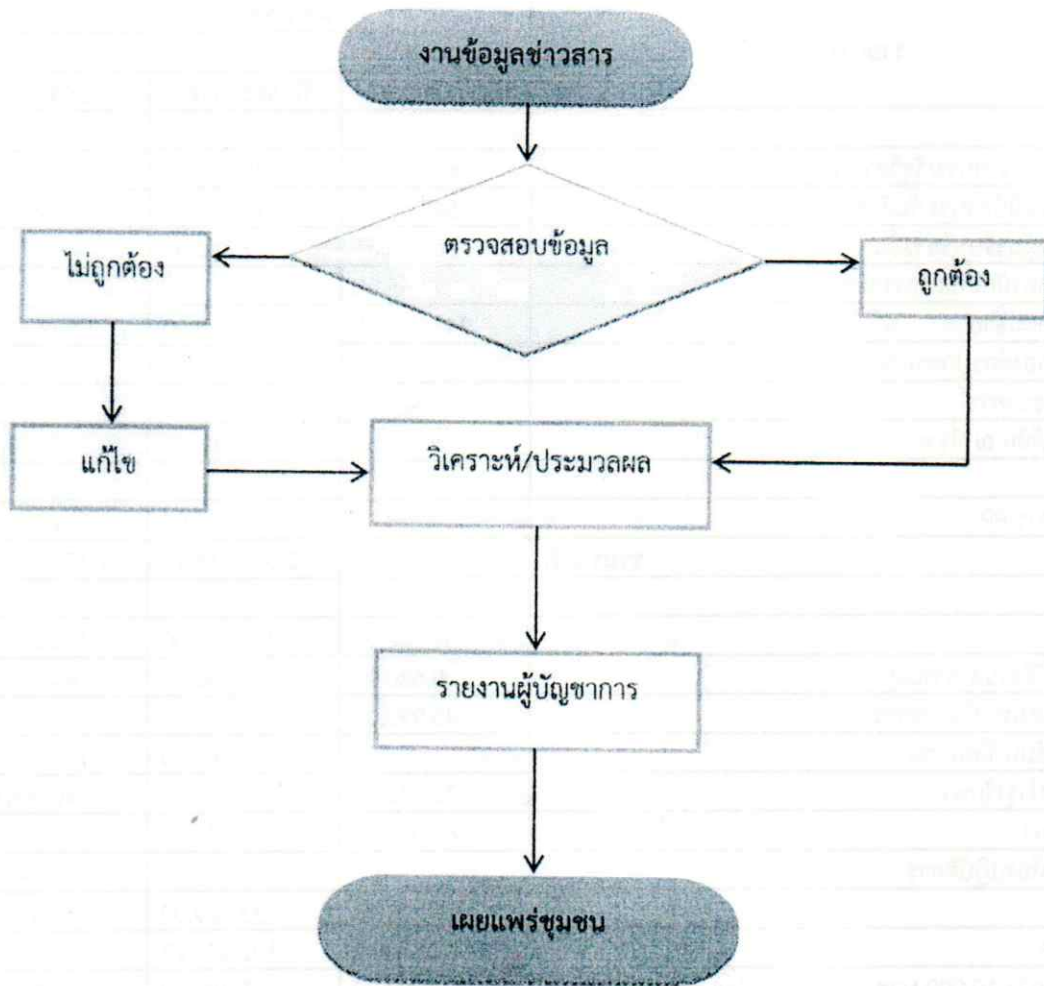 งานข้อมูลข่าวสาร
ตรวจสอบข้อมูล
ไม่ถูกต้อง
ถูกต้อง
แก้ไข
วิเคราะห์/ประมวลผล
รายงานผู้บัญชาการ
เผยแพร่ชุมชน